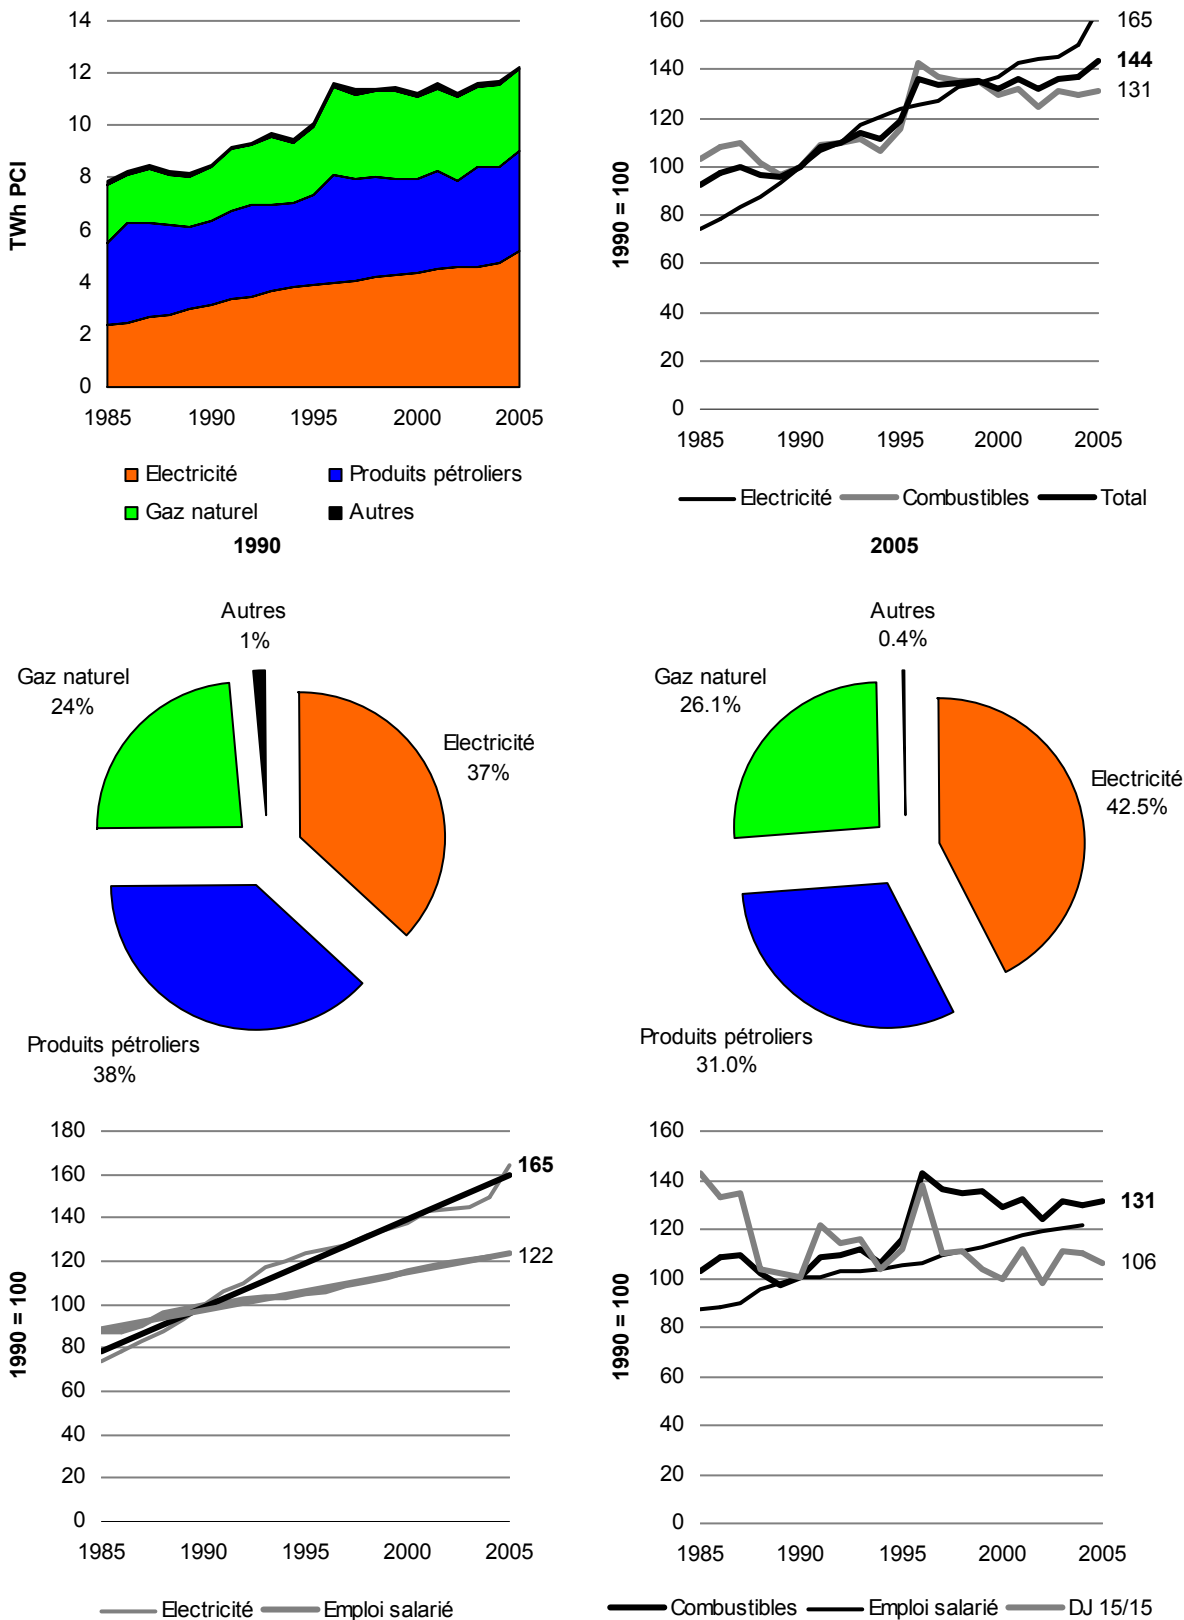 14
12
10
8
6
4
2
0
TWh PCI
1985 1990 1995 2000 2005
Electricité
Produits pétroliers
Gaz naturel
Autres
160
140
120
100
80
60
40
20
0
1990 = 100
165
144
131
1985 1990 1995 2000 2005
Electricité Combustibles Total
1990
Autres
1%
Gaz naturel
24%
Electricité
37%
Produits pétroliers
38%
2005
Autres
0.4%
Gaz naturel
26.1%
Electricité
42.5%
Produits pétroliers
31.0%
180
160
140
120
100
80
60
40
20
0
1990 = 100
165
122
1985 1990 1995 2000 2005
Electricité Emploi salarié
160
140
120
100
80
60
40
20
0
1990 = 100
131
106
1985 1990 1995 2000 2005
Combustibles Emploi salarié DJ 15/15